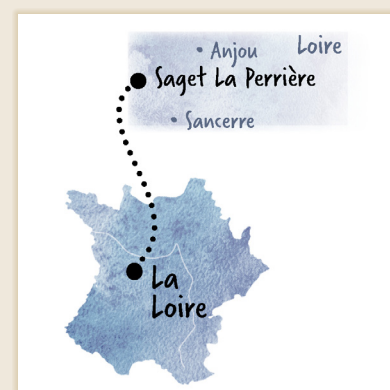 Loire
• Anjou
Saget La Perrière
• Sancerre
La
Loire